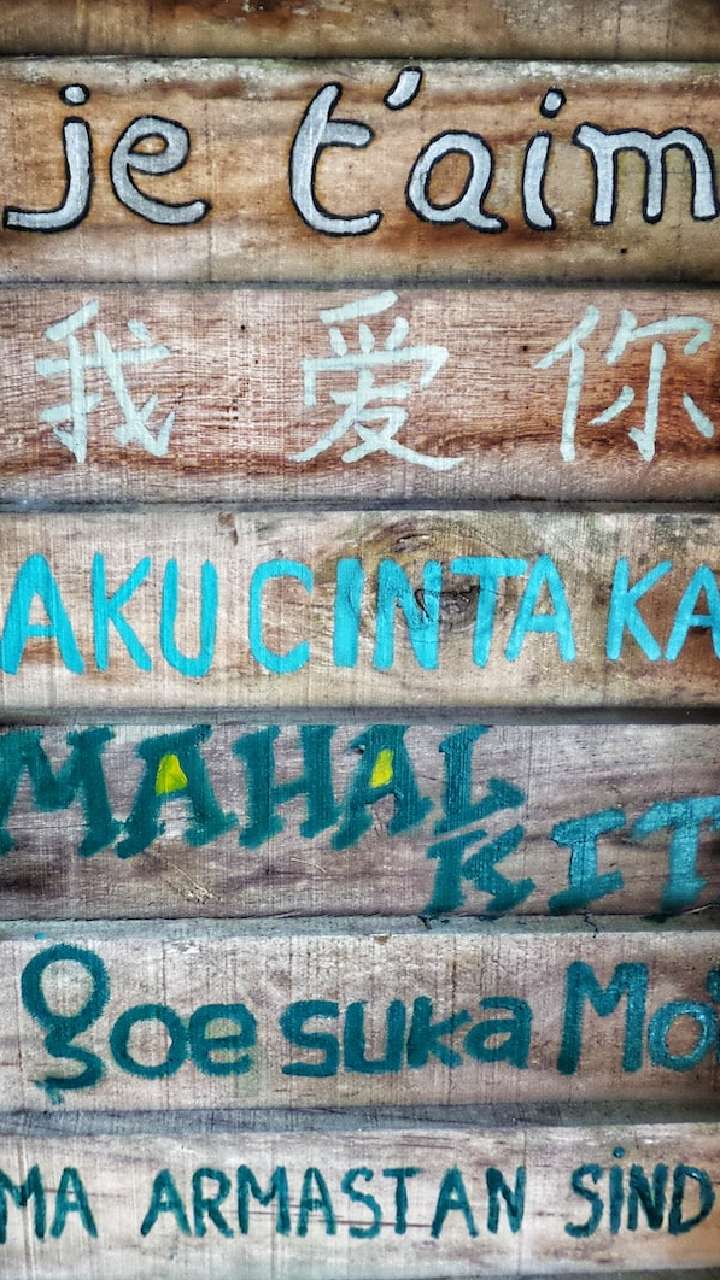 je t'aim
我爱你
AKU CINTA KA
MAHAL
KIT
goe suka Mo
MA ARMASTAN SIND